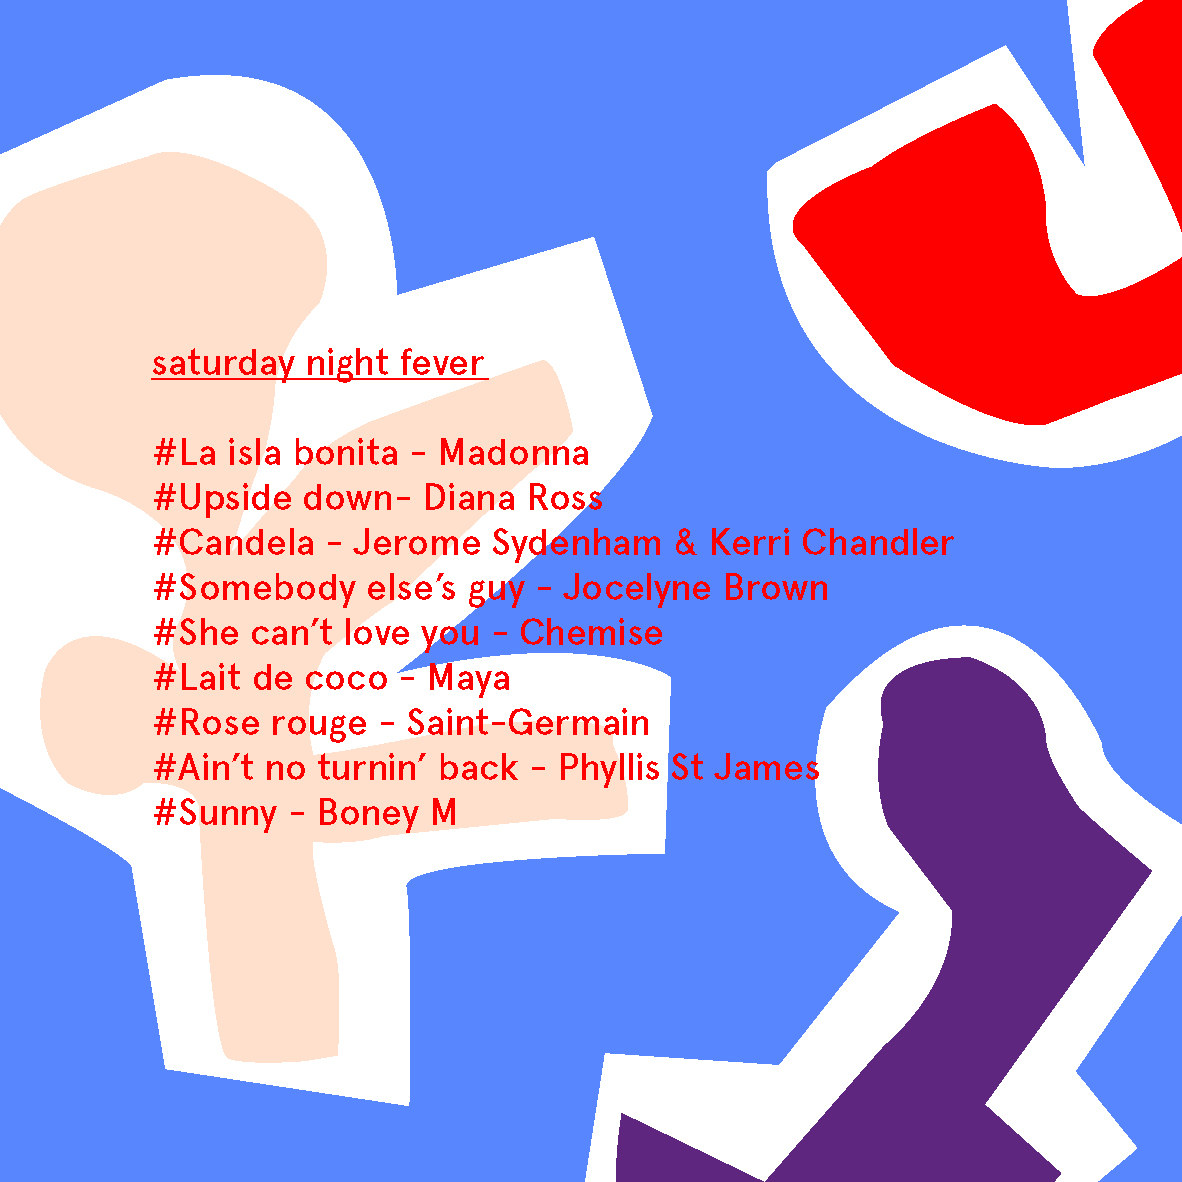 saturday night fever
#La isla bonita - Madonna
#Upside down- Diana Ross
#Candela - Jerome Sydenham & Kerri Chandler
#Somebody else’s guy - Jocelyne Brown
#She can’t love you - Chemise
#Lait de coco - Maya
#Rose rouge - Saint-Germain
#Ain’t no turnin’ back - Phyllis St James
#Sunny - Boney M